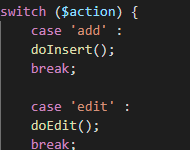 switch ($action) {
case 'add' :
doInsert();
break;
case 'edit' :
doEdit();
break;